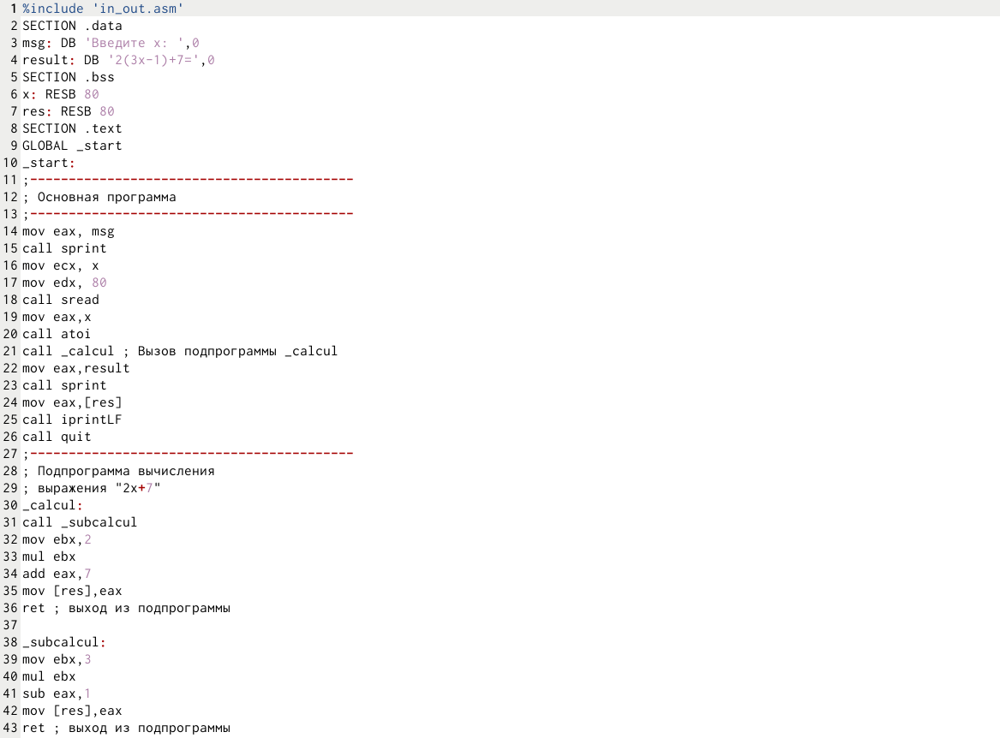 1 %include 'in_out.asm'
2 SECTION .data
3 msg: DB 'Введите x: ',0
4 result: DB '2(3x-1)+7=',0
5 SECTION .bss
6 x: RESB 80
7 res: RESB 80
8 SECTION .text
9 GLOBAL _start
10 _start:
11 ;------------------------------------------
12 ; Основная программа
13 ;------------------------------------------
14 mov eax, msg
15 call sprint
16 mov ecx, x
17 mov edx, 80
18 call sread
19 mov eax,x
20 call atoi
21 call _calcul ; Вызов подпрограммы _calcul
22 mov eax,result
23 call sprint
24 mov eax,[res]
25 call iprintLF
26 call quit
27 ;------------------------------------------
28 ; Подпрограмма вычисления
29 ; выражения "2x+7"
30 _calcul:
31 call _subcalcul
32 mov ebx,2
33 mul ebx
34 add eax,7
35 mov [res],eax
36 ret ; выход из подпрограммы
37
38 _subcalcul:
39 mov ebx,3
40 mul ebx
41 sub eax,1
42 mov [res],eax
43 ret ; выход из подпрограммы